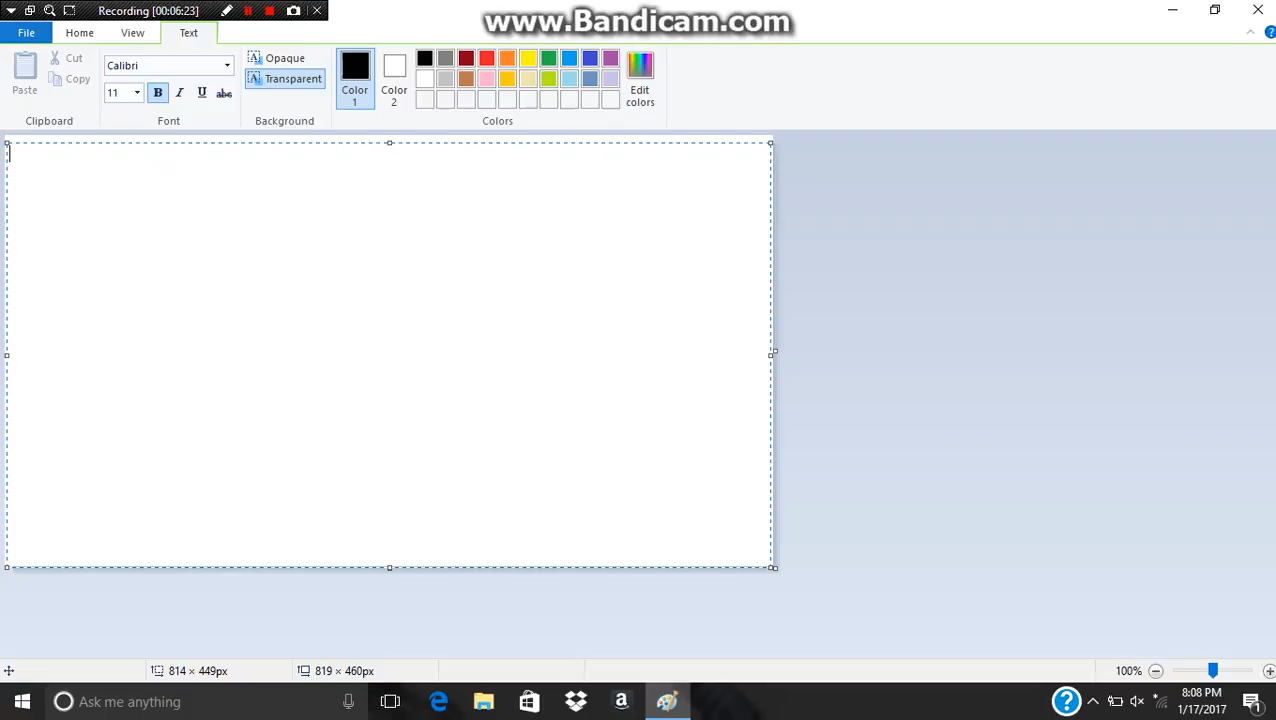 www.Bandicam.com
Recording [00:06:23]
File
Home
View
Text
Paste
Cut
Copy
Clipboard
Calibri
11
B
I
U
abc
Font
Opaque
Transparent
Background
Color
1
Color
2
Edit
colors
Colors
814 × 449px
819 × 460px
100%
Ask me anything
8:08 PM
1/17/2017
1